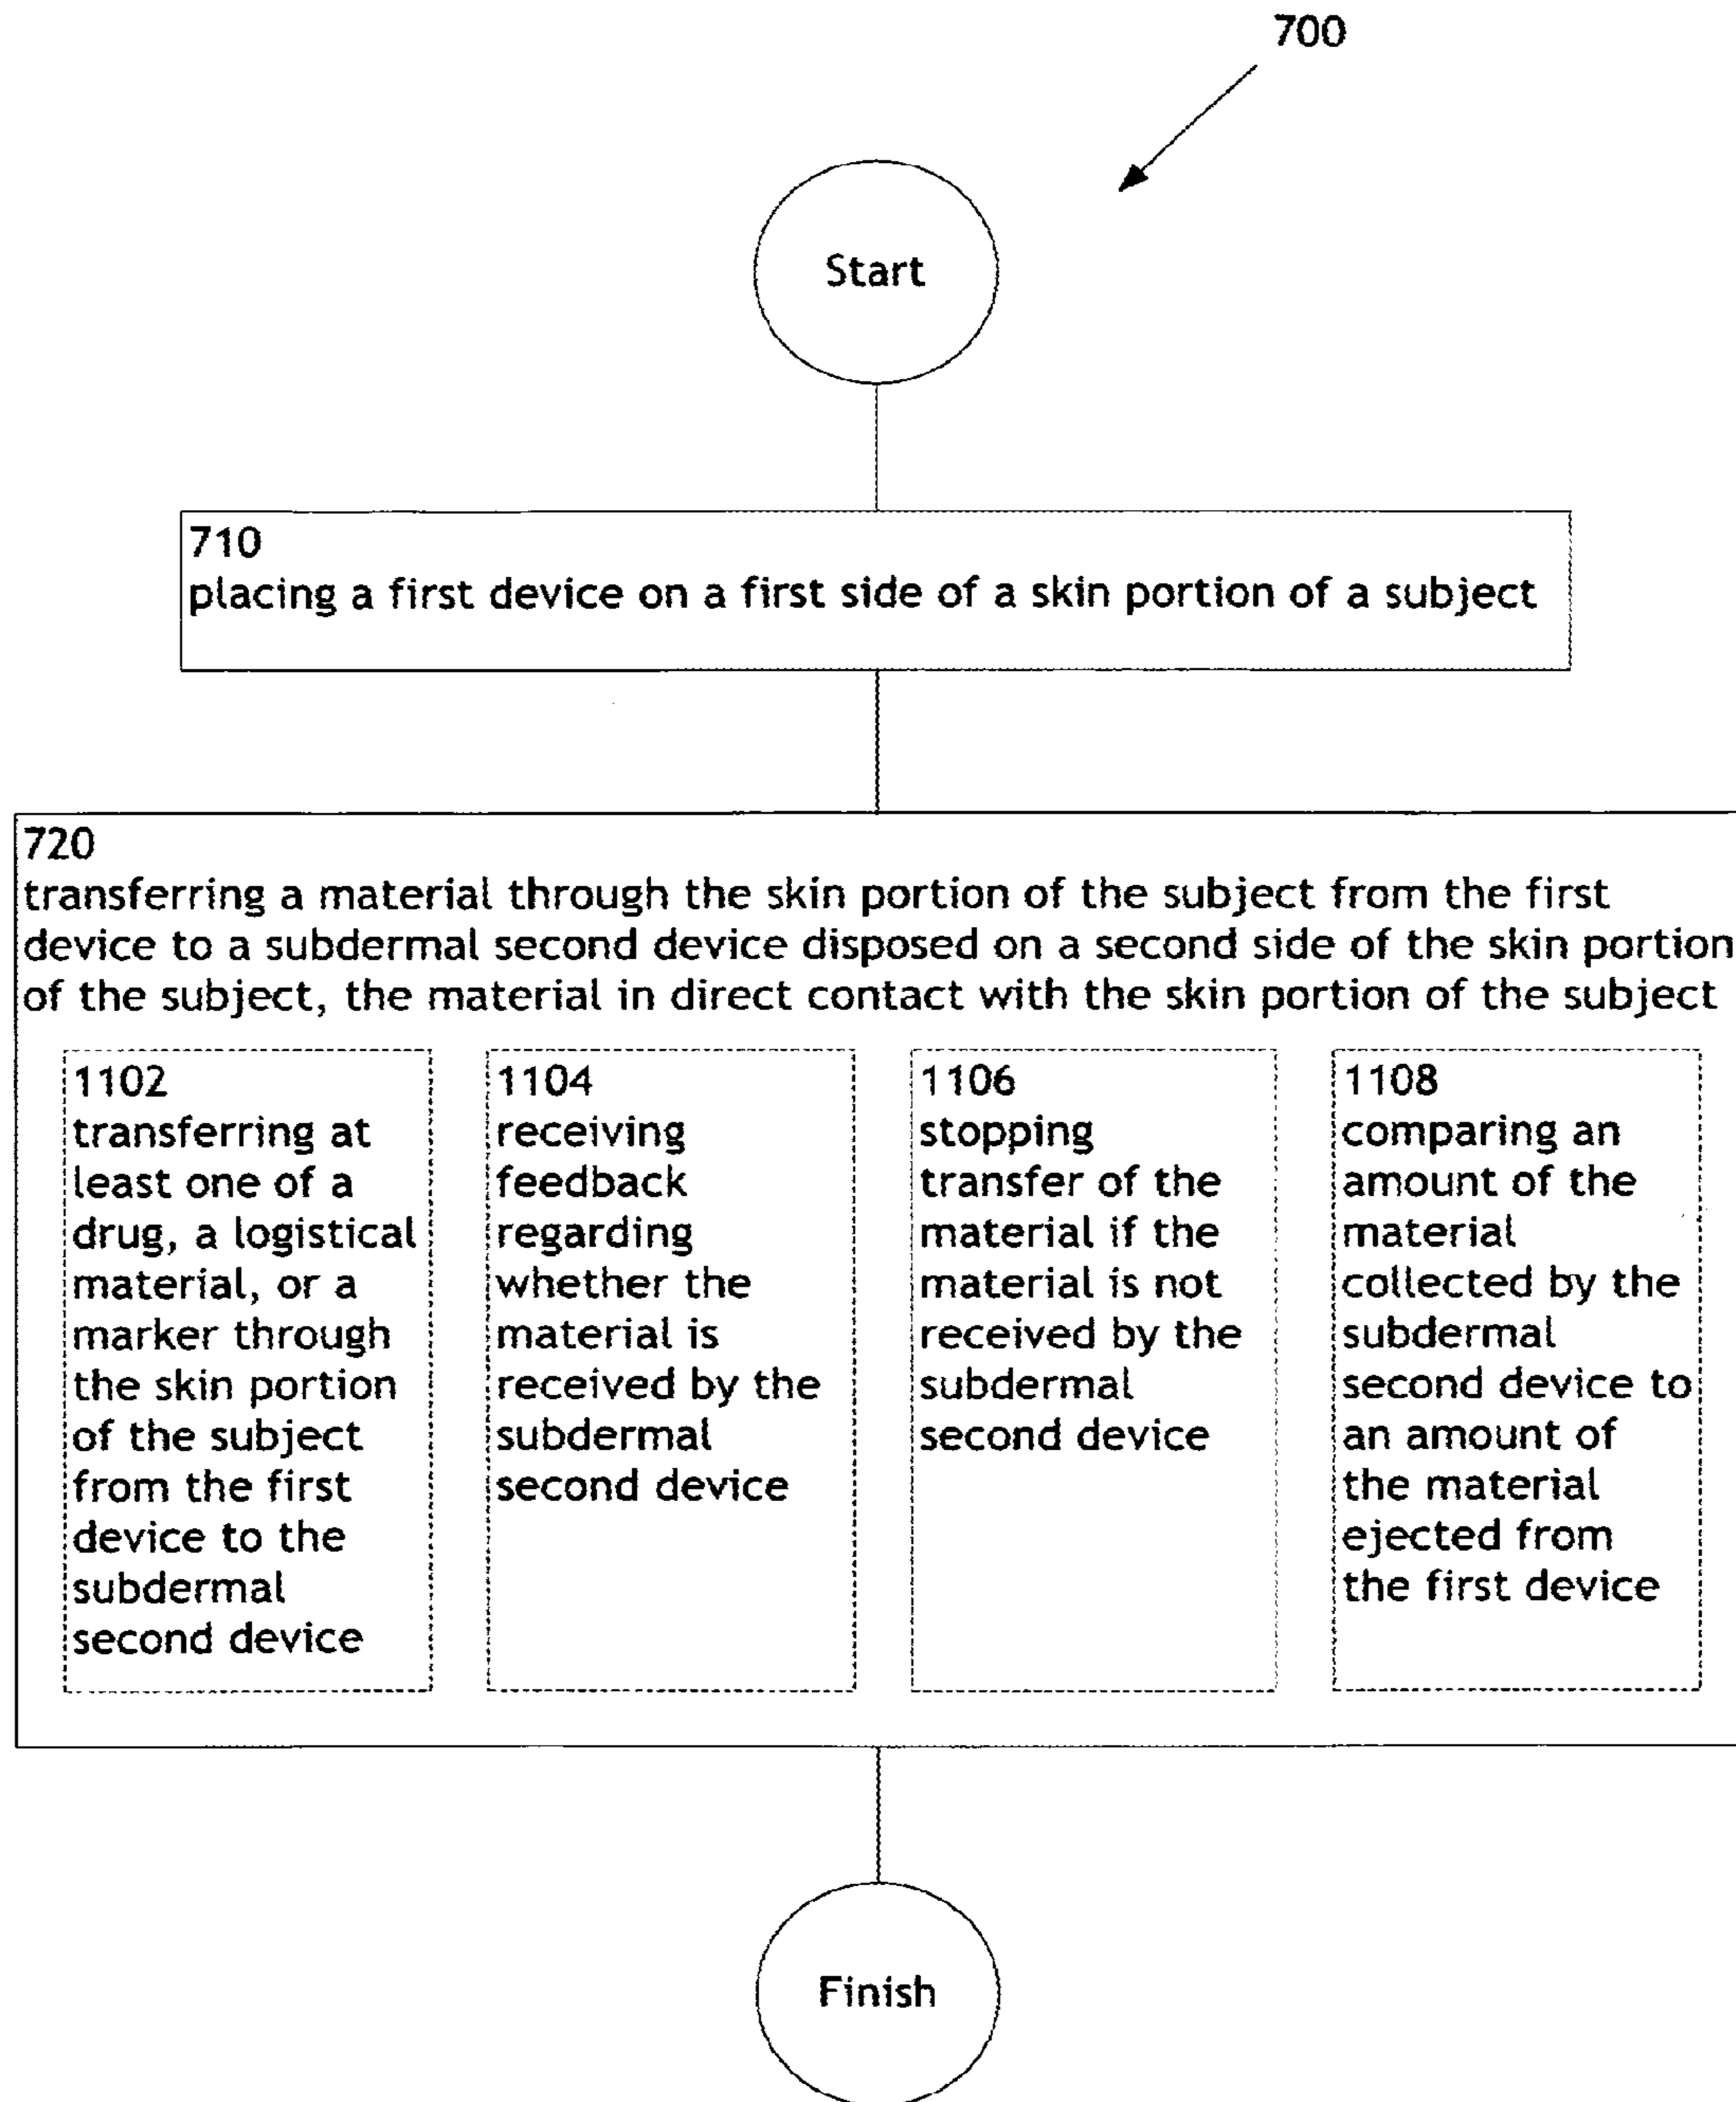 700
Start
710
placing a first device on a first side of a skin portion of a subject
720
transferring a material through the skin portion of the subject from the first
device to a subdermal second device disposed on a second side of the skin portion
of the subject, the material in direct contact with the skin portion of the subject
1102
transferring at
least one of a
drug, a logistical
material, or a
marker through
the skin portion
of the subject
from the first
device to the
subdermal
second device
1104
receiving
feedback
regarding
whether the
material is
received by the
subdermal
second device
1106
stopping
transfer of the
material if the
material is not
received by the
subdermal
second device
1108
comparing an
amount of the
material
collected by the
subdermal
second device to
an amount of
the material
ejected from
the first device
Finish